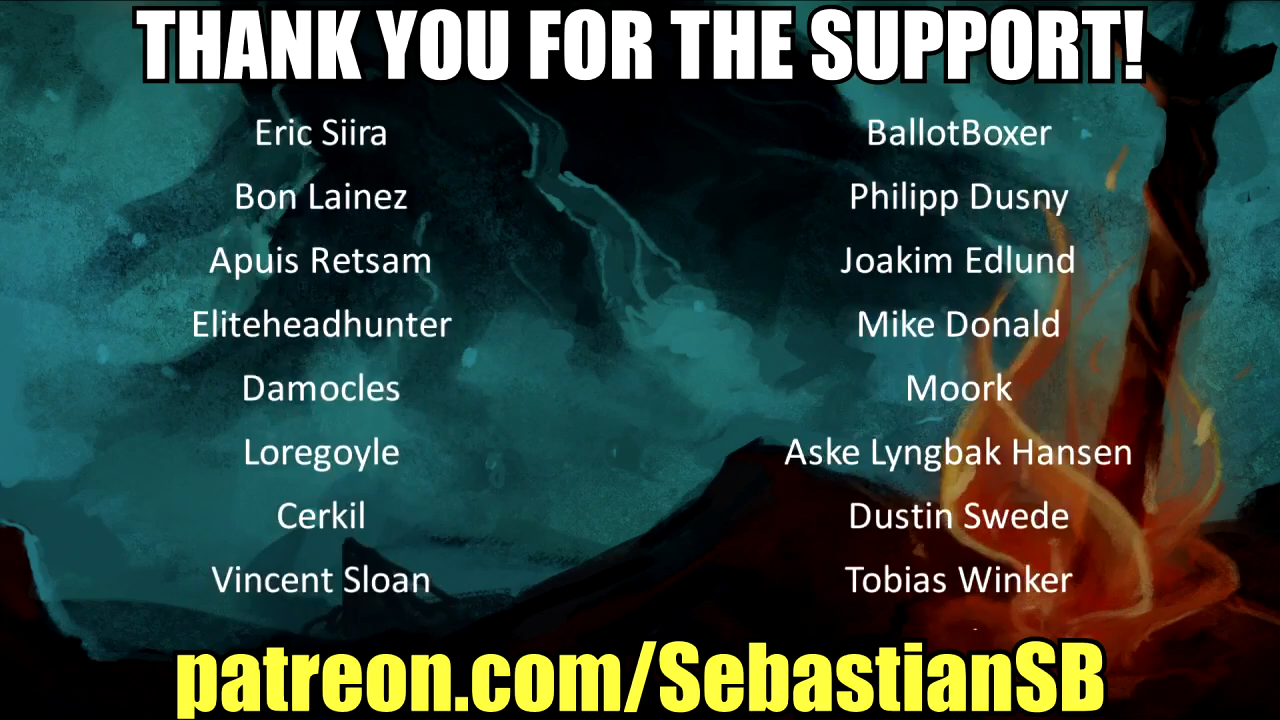 THANK YOU FOR THE SUPPORT!
Eric Siira
Bon Lainez
Apuis Retsam
Eliteheadhunter
Damocles
Loregoyle
Cerkil
Vincent Sloan
BallotBoxer
Philipp Dusny
Joakim Edlund
Mike Donald
Moork
Aske Lyngbak Hansen
Dustin Swede
Tobias Winker
patreon.com/SebastianSB